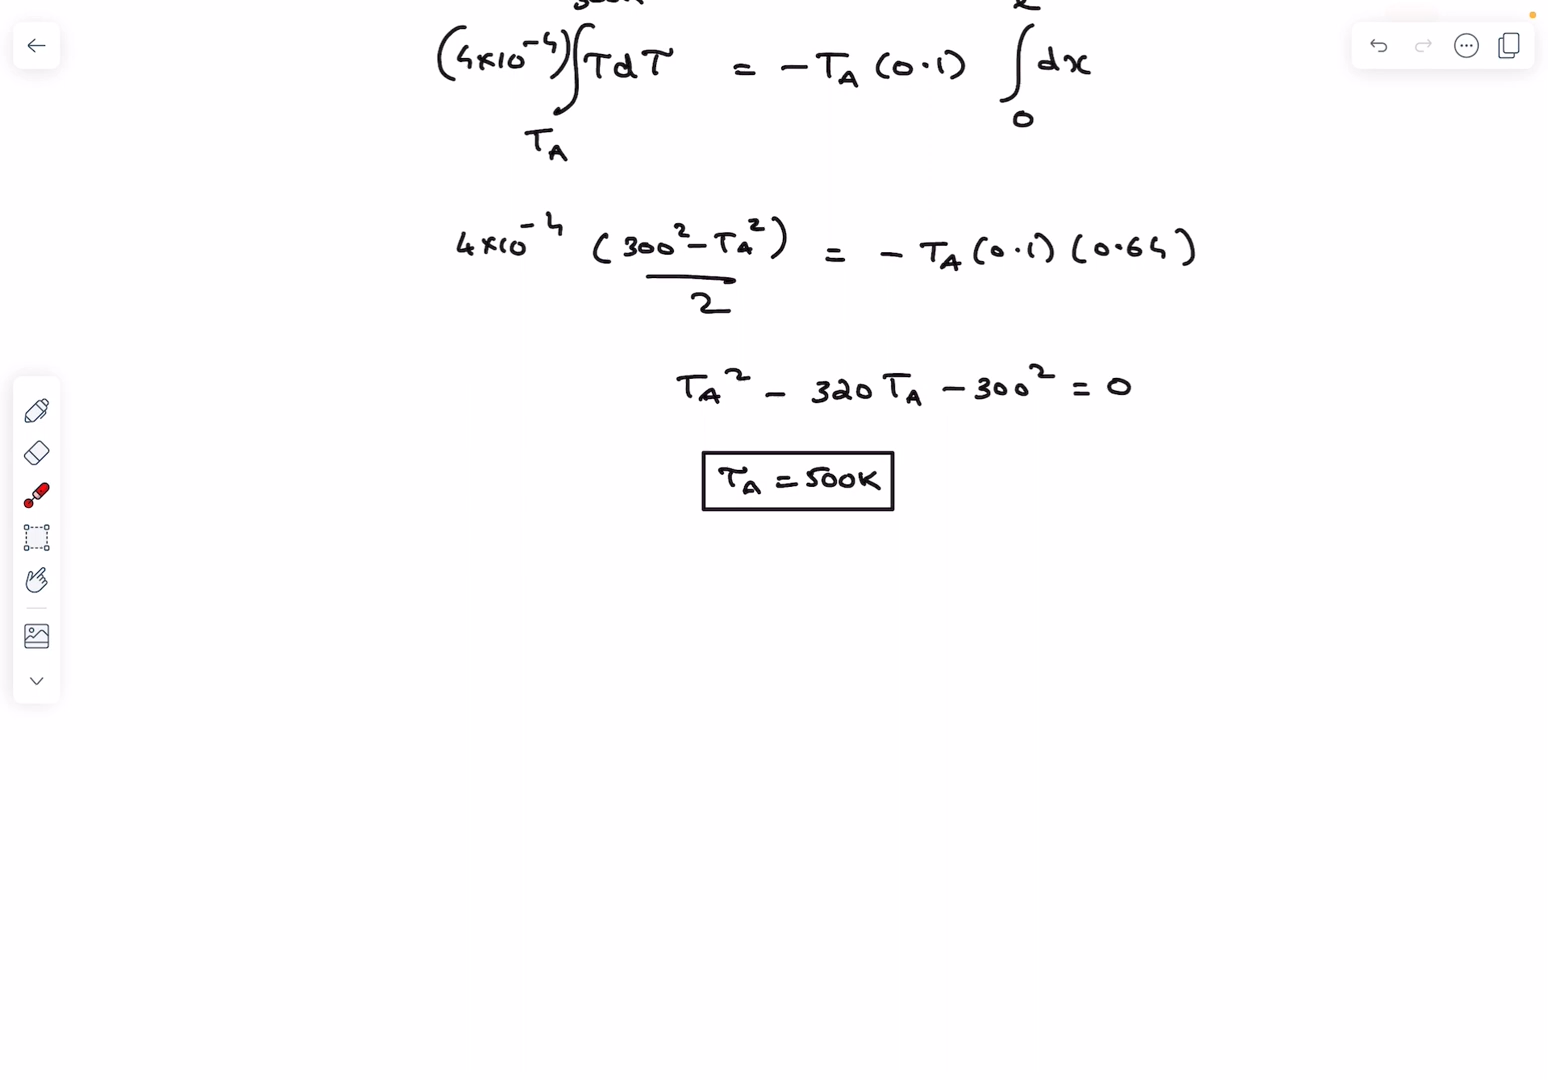 (4×10⁻⁴)∫TdT = −T_A (0.1) ∫dx
T_A 0
4×10⁻⁴ (300² − T_A²) = − T_A (0.1) (0.64)
2
T_A² − 320 T_A − 300² = 0
T_A = 500K